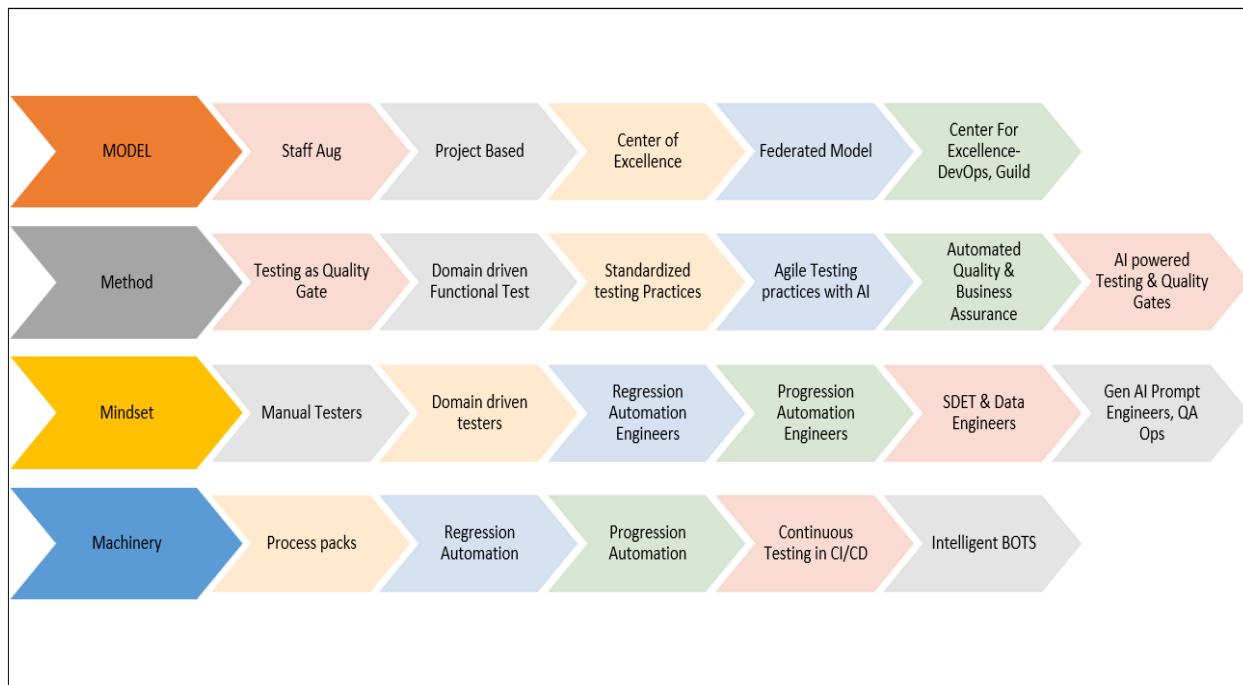 MODEL
Staff Aug
Project Based
Center of
Excellence
Federated Model
Center For
Excellence-
DevOps, Guild
Method
Testing as Quality
Gate
Domain driven
Functional Test
Standardized
testing Practices
Agile Testing
practices with AI
Automated
Quality &
Business
Assurance
AI powered
Testing & Quality
Gates
Mindset
Manual Testers
Domain driven
testers
Regression
Automation
Engineers
Progression
Automation
Engineers
SDET & Data
Engineers
Gen AI Prompt
Engineers, QA
Ops
Machinery
Process packs
Regression
Automation
Progression
Automation
Continuous
Testing in CI/CD
Intelligent BOTS